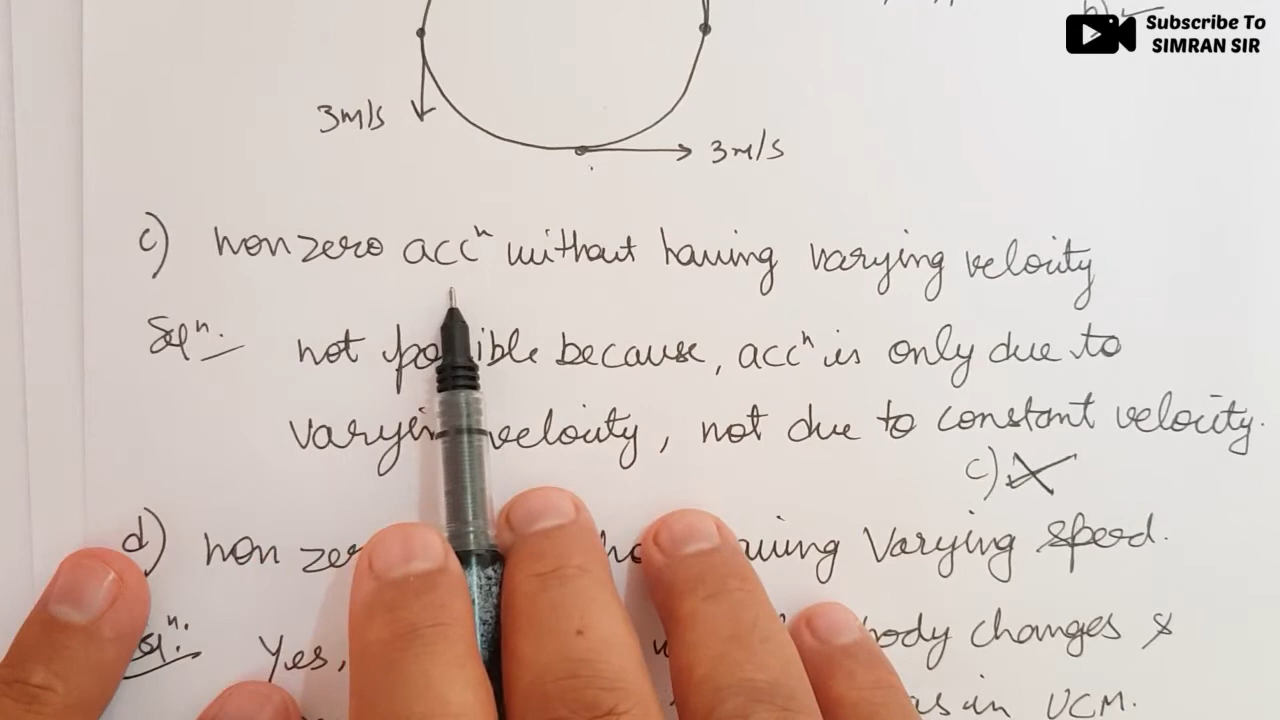 b)
Subscribe To
SIMRAN SIR
3m/s
3m/s
c) non zero accⁿ without having varying velocity
Solⁿ: not possible because, accⁿ is only due to
velocity, not due to constant velocity.
c) X
d) non having Varying speed.
Solⁿ: Yes, body changes &
as in UCM.